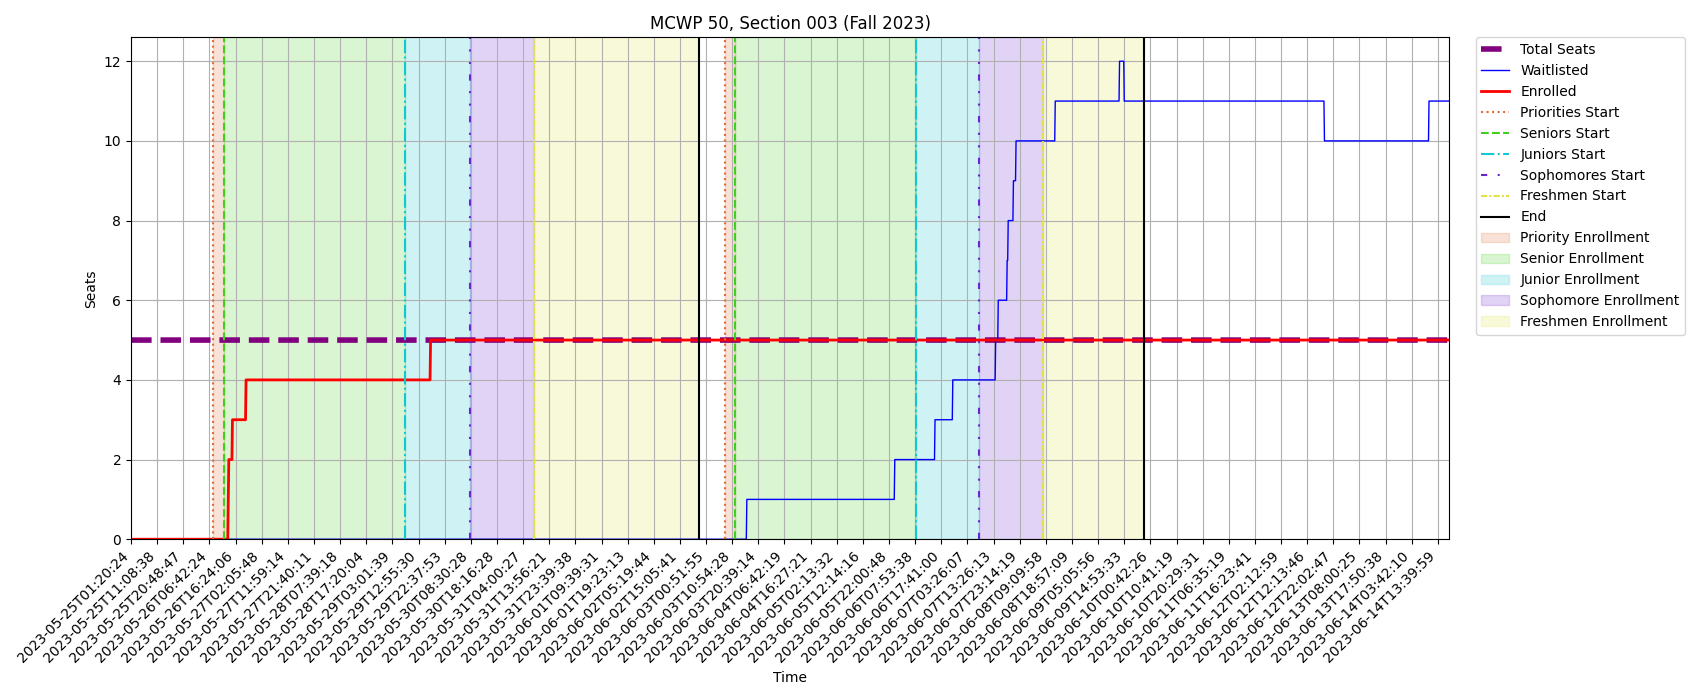 MCWP 50, Section 003 (Fall 2023)
Seats
12
10
8
6
4
2
0
2023-05-25T01:20:24
2023-05-25T11:08:38
2023-05-25T20:48:47
2023-05-26T06:42:24
2023-05-26T16:24:06
2023-05-27T02:05:48
2023-05-27T11:59:14
2023-05-27T21:40:11
2023-05-28T07:39:18
2023-05-28T17:20:04
2023-05-29T03:01:39
2023-05-29T12:55:30
2023-05-29T22:37:53
2023-05-30T08:30:28
2023-05-30T18:16:28
2023-05-31T04:00:27
2023-05-31T13:56:21
2023-05-31T23:39:38
2023-06-01T09:39:31
2023-06-01T19:23:13
2023-06-02T05:19:44
2023-06-02T15:05:41
2023-06-03T00:51:55
2023-06-03T10:54:28
2023-06-03T20:39:14
2023-06-04T06:42:19
2023-06-04T16:27:21
2023-06-05T02:13:32
2023-06-05T12:14:16
2023-06-05T22:00:48
2023-06-06T07:53:38
2023-06-06T17:41:00
2023-06-07T03:26:07
2023-06-07T13:26:13
2023-06-07T23:14:19
2023-06-08T09:09:58
2023-06-08T18:57:09
2023-06-09T05:05:56
2023-06-09T14:53:33
2023-06-10T00:42:26
2023-06-10T10:41:19
2023-06-10T20:29:31
2023-06-11T06:35:19
2023-06-11T16:23:41
2023-06-12T02:12:59
2023-06-12T12:13:46
2023-06-12T22:02:47
2023-06-13T08:00:25
2023-06-13T17:50:38
2023-06-14T03:42:10
2023-06-14T13:39:59
Time
Total Seats
Waitlisted
Enrolled
Priorities Start
Seniors Start
Juniors Start
Sophomores Start
Freshmen Start
End
Priority Enrollment
Senior Enrollment
Junior Enrollment
Sophomore Enrollment
Freshmen Enrollment